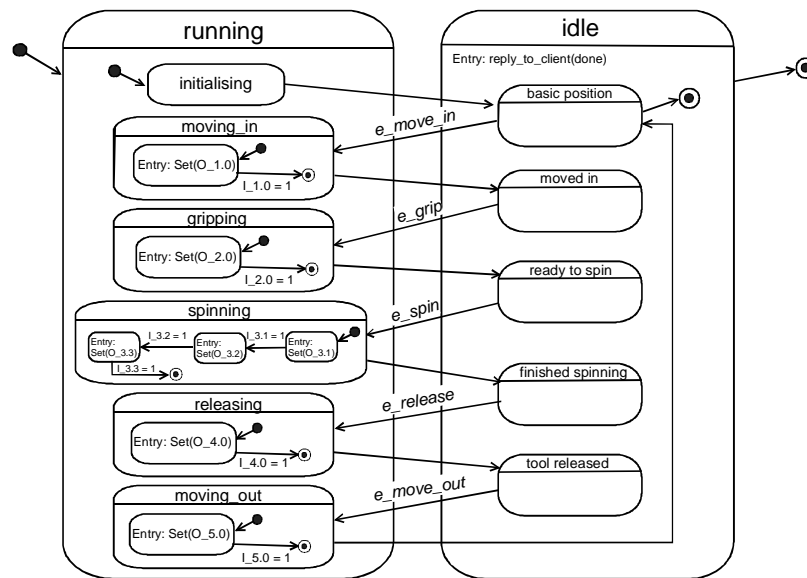 running
idle
Entry: reply_to_client(done)
initialising
basic position
e_move_in
moving_in
Entry: Set(O_1.0)
I_1.0 = 1
moved in
e_grip
gripping
Entry: Set(O_2.0)
I_2.0 = 1
ready to spin
e_spin
spinning
I_3.2 = 1
I_3.1 = 1
Entry:
Set(O_3.3)
Entry:
Set(O_3.2)
Entry:
Set(O_3.1)
I_3.3 = 1
finished spinning
e_release
releasing
Entry: Set(O_4.0)
I_4.0 = 1
tool released
e_move_out
moving_out
Entry: Set(O_5.0)
I_5.0 = 1